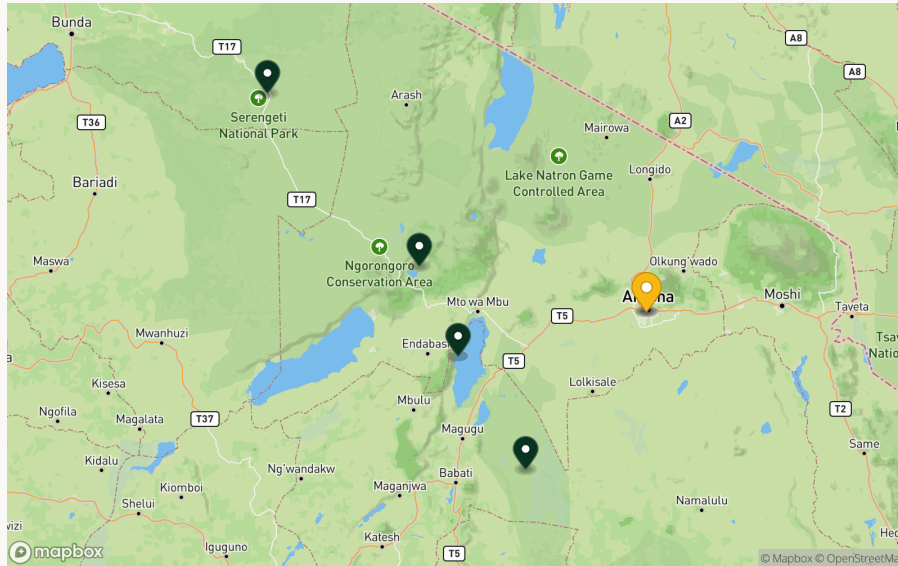 Bunda
T17
A8
A8
Arash
Serengeti
National Park
T36
A2
Mairowa
Lake Natron Game
Controlled Area
Longido
Bariadi
T17
Maswa
Ngorongoro
Conservation Area
Olkung'wado
Mto wa Mbu
T5
Moshi
Taveta
Mwanhuzi
Endabash
T5
Kisesa
Lolkisale
Mbulu
T2
Ngofila
Magalata
T37
Magugu
Same
Kidalu
Ng'wandakw
Babati
Kiomboi
Maganjwa
Shelui
Namalulu
Katesh
T5
Iguguno
mapbox
© Mapbox © OpenStreetMa